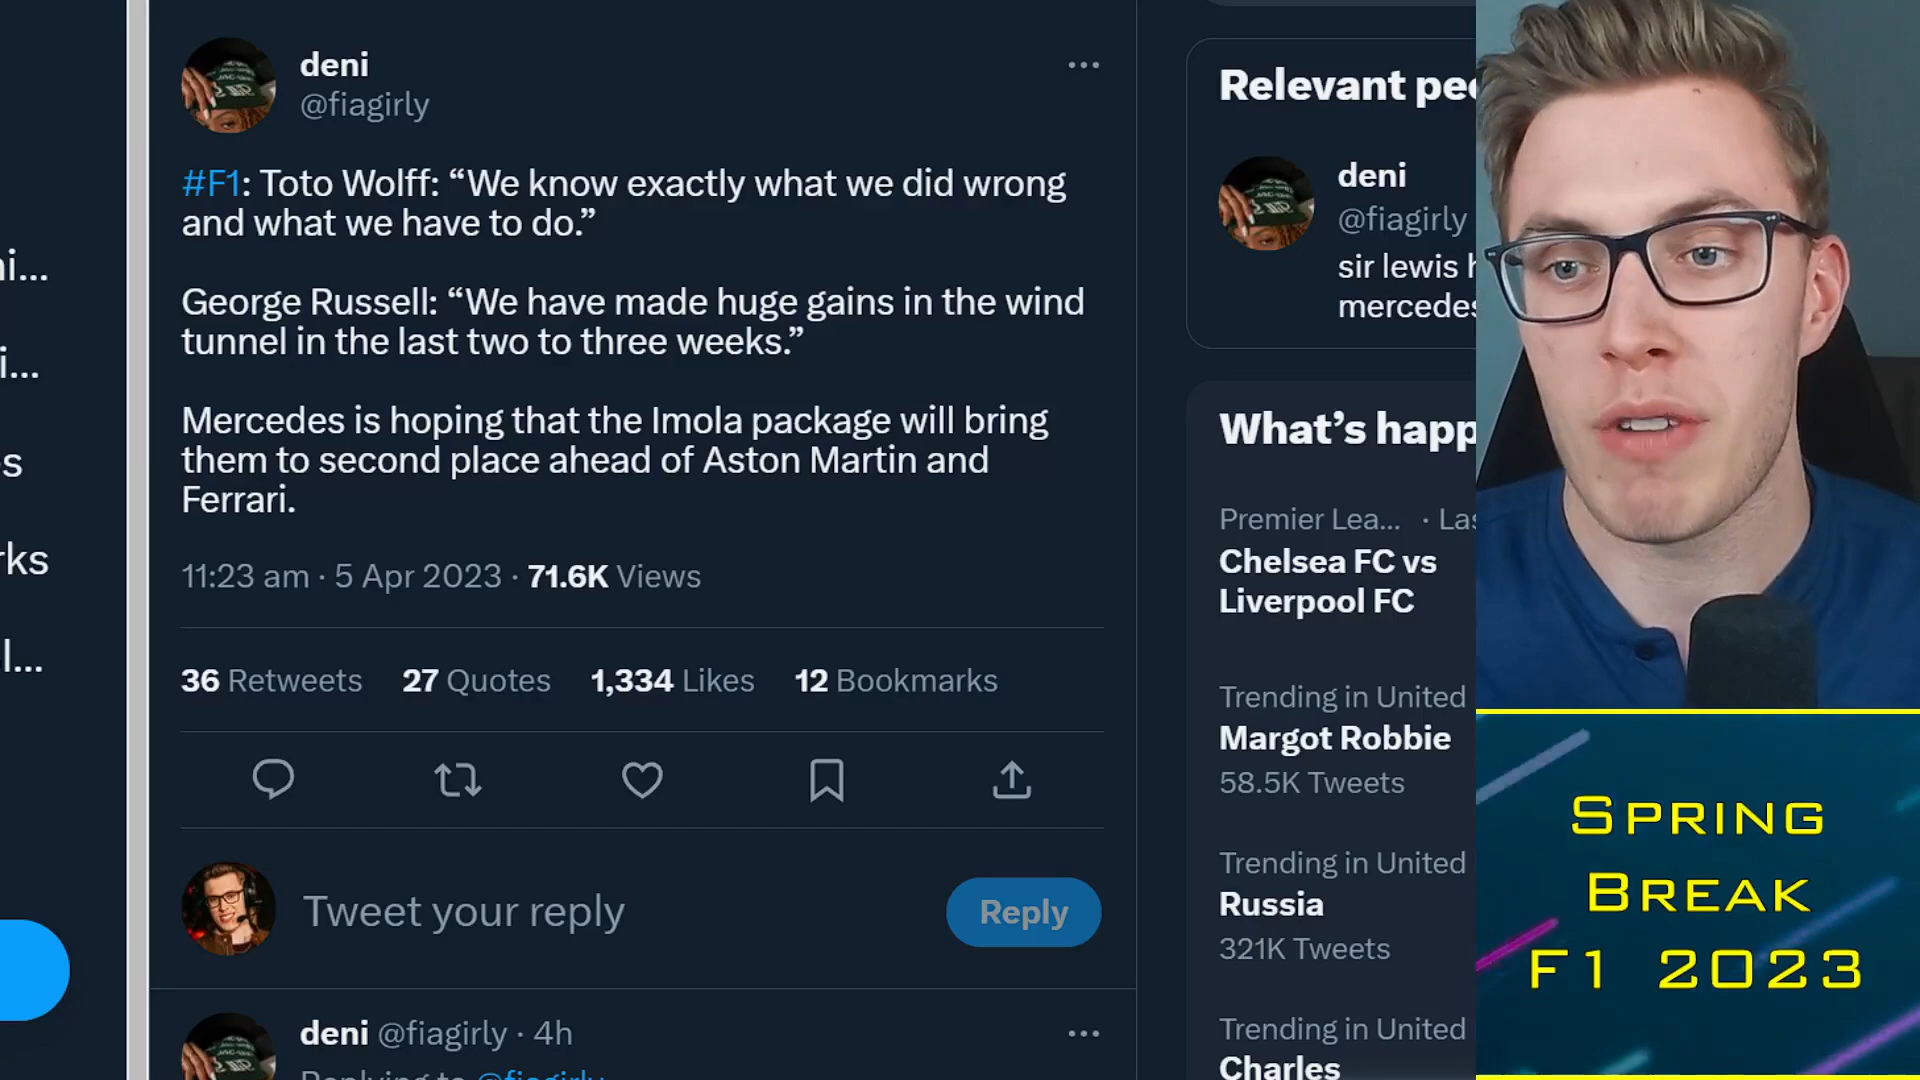 deni
@fiagirly
#F1: Toto Wolff: “We know exactly what we did wrong
and what we have to do.”
George Russell: “We have made huge gains in the wind
tunnel in the last two to three weeks.”
Mercedes is hoping that the Imola package will bring
them to second place ahead of Aston Martin and
Ferrari.
11:23 am · 5 Apr 2023 · 71.6K Views
36 Retweets 27 Quotes 1,334 Likes 12 Bookmarks
Tweet your reply
Reply
deni @fiagirly · 4h
Replying to @fiagirly
Relevant
deni
@fiagirly
sir lewis
mercedes
What’s
Premier Lea... ·
Chelsea FC vs
Liverpool FC
Trending in United
Margot Robbie
58.5K Tweets
Trending in United
Russia
321K Tweets
Trending in United
Charles
SPRING
BREAK
F1 2023